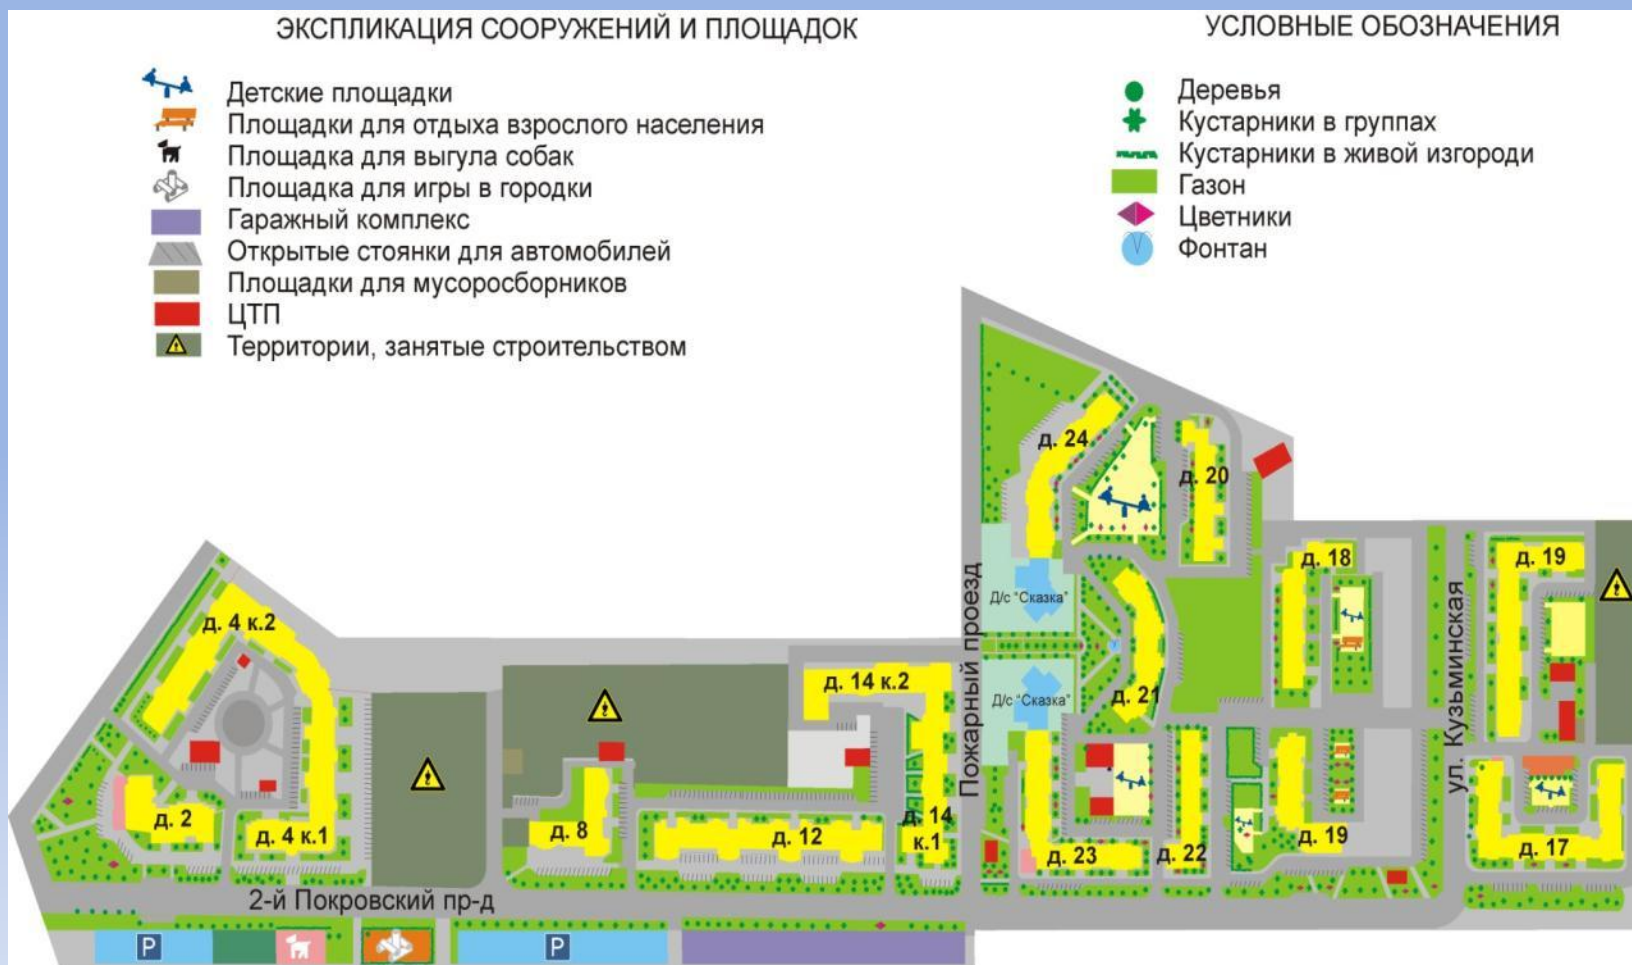 ЭКСПЛИКАЦИЯ СООРУЖЕНИЙ И ПЛОЩАДОК
Детские площадки
Площадки для отдыха взрослого населения
Площадка для выгула собак
Площадка для игры в городки
Гаражный комплекс
Открытые стоянки для автомобилей
Площадки для мусоросборников
ЦТП
Территории, занятые строительством
УСЛОВНЫЕ ОБОЗНАЧЕНИЯ
Деревья
Кустарники в группах
Кустарники в живой изгороди
Газон
Цветники
Фонтан
д. 24
д. 20
д. 18
д. 19
Д/с "Сказка"
Пожарный проезд
ул. Кузьминская
д. 4 к.2
д. 14 к.2
Д/с "Сказка"
д. 21
д. 2
д. 4 к.1
д. 8
д. 12
д. 14
к.1
д. 23
д. 22
д. 19
д. 17
2-й Покровский пр-д
P
P